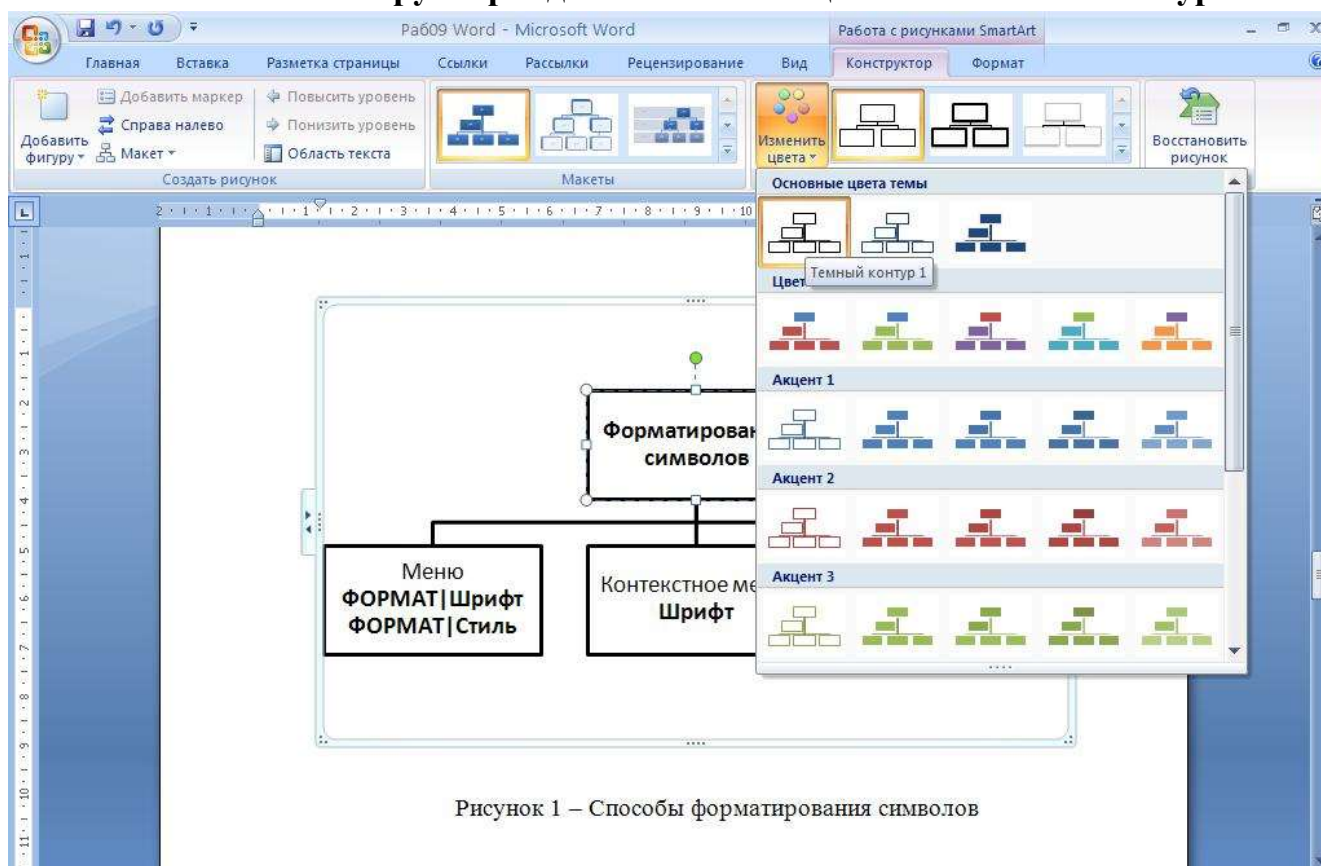 Раб09 Word - Microsoft Word
Работа с рисунками SmartArt
Главная Вставка Разметка страницы Ссылки Рассылки Рецензирование Вид Конструктор Формат
Добавить фигуру
Добавить маркер
Справа налево
Макет
Повысить уровень
Понизить уровень
Область текста
Изменить цвета
Восстановить рисунок
Создать рисунок
Макеты
Основные цвета темы
Темный контур 1
Акцент 1
Акцент 2
Акцент 3
символов
Меню
ФОРМАТ|Шрифт
ФОРМАТ|Стиль
Контекстное
Шрифт
Рисунок 1 – Способы форматирования символов